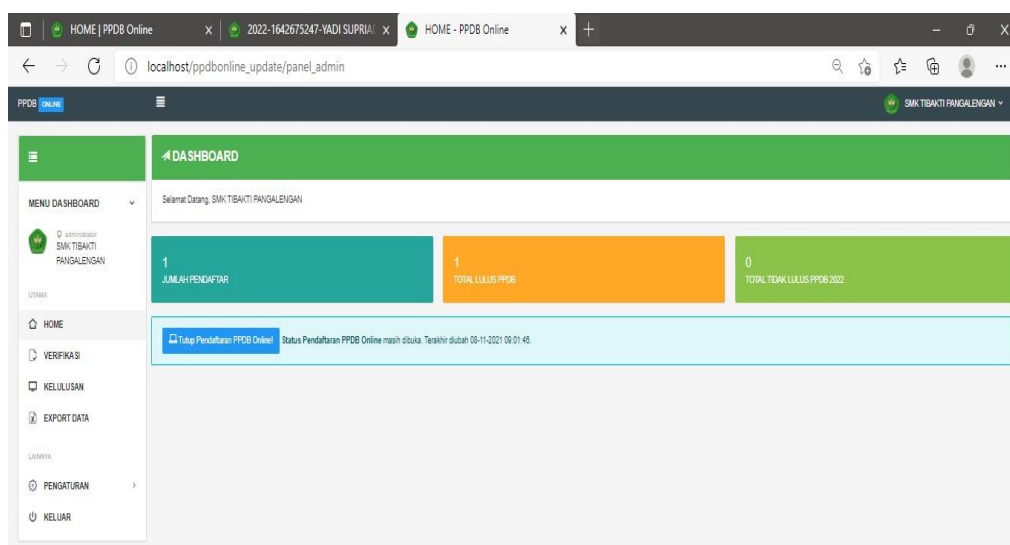 HOME | PPDB Online
2022-1642675247-YADI SUPRIA
HOME - PPDB Online
localhost/ppdbonline_update/panel_admin
PPDB ONLINE
SMK TIBAKTI PANGALENGAN
DASHBOARD
Selamat Datang, SMK TIBAKTI PANGALENGAN
MENU DASHBOARD
administrator
SMK TIBAKTI
PANGALENGAN
UTAMA
HOME
VERIFIKASI
KELULUSAN
EXPORT DATA
LAINNYA
PENGATURAN
KELUAR
1
JUMLAH PENDAFTAR
1
TOTAL LULUS PPDB
0
TOTAL TIDAK LULUS PPDB 2022
Tutup Pendaftaran PPDB Online! Status Pendaftaran PPDB Online masih dibuka. Terakhir diubah 08-11-2021 09:01:46.